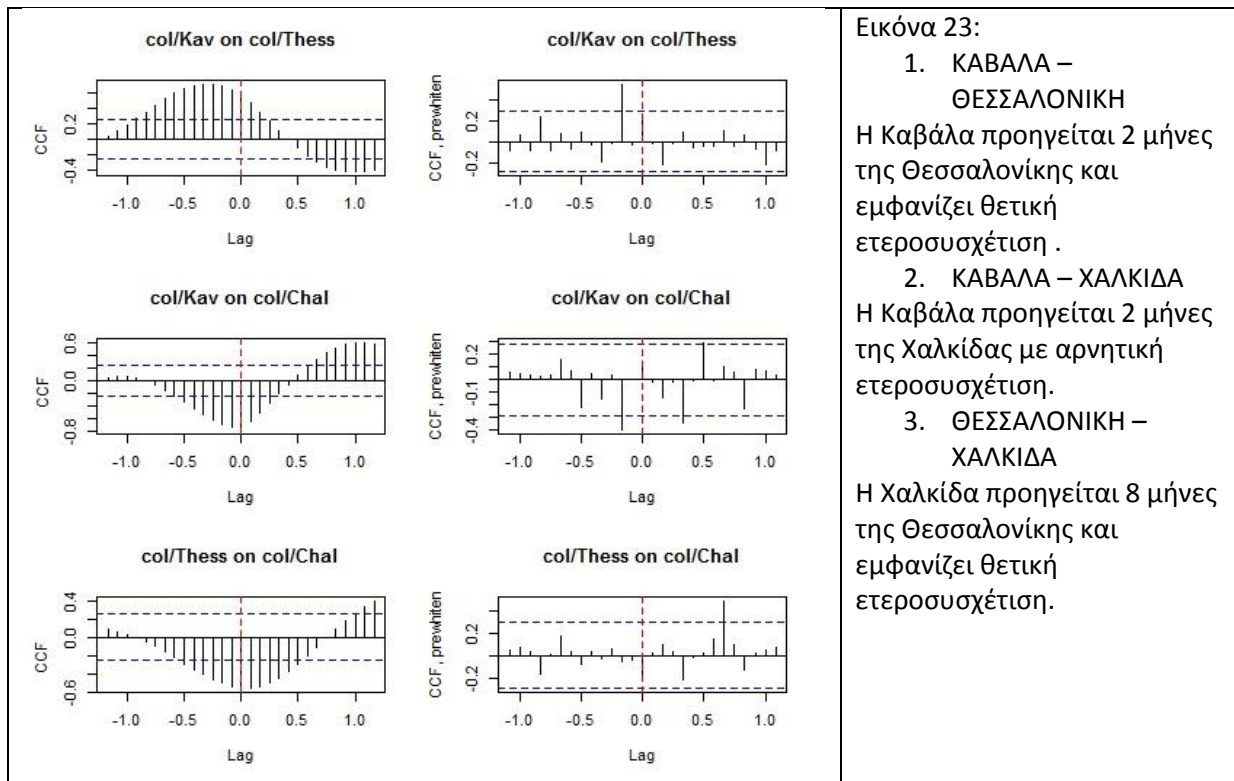 col/Kav on col/Thess
CCF
0.2
-0.4
-1.0 -0.5 0.0 0.5 1.0
Lag
col/Kav on col/Thess
CCF, prewhiten
0.2
-0.2
-1.0 -0.5 0.0 0.5 1.0
Lag
col/Kav on col/Chal
CCF
0.6
0.0
-0.8
-1.0 -0.5 0.0 0.5 1.0
Lag
col/Kav on col/Chal
CCF, prewhiten
0.2
-0.1
-0.4
-1.0 -0.5 0.0 0.5 1.0
Lag
col/Thess on col/Chal
CCF
0.4
0.0
-0.6
-1.0 -0.5 0.0 0.5 1.0
Lag
col/Thess on col/Chal
CCF, prewhiten
0.2
-0.2
-1.0 -0.5 0.0 0.5 1.0
Lag
Εικόνα 23:
1. ΚΑΒΑΛΑ –
ΘΕΣΣΑΛΟΝΙΚΗ
Η Καβάλα προηγείται 2 μήνες
της Θεσσαλονίκης και
εμφανίζει θετική
ετεροσυσχέτιση .
2. ΚΑΒΑΛΑ – ΧΑΛΚΙΔΑ
Η Καβάλα προηγείται 2 μήνες
της Χαλκίδας με αρνητική
ετεροσυσχέτιση.
3. ΘΕΣΣΑΛΟΝΙΚΗ –
ΧΑΛΚΙΔΑ
Η Χαλκίδα προηγείται 8 μήνες
της Θεσσαλονίκης και
εμφανίζει θετική
ετεροσυσχέτιση.